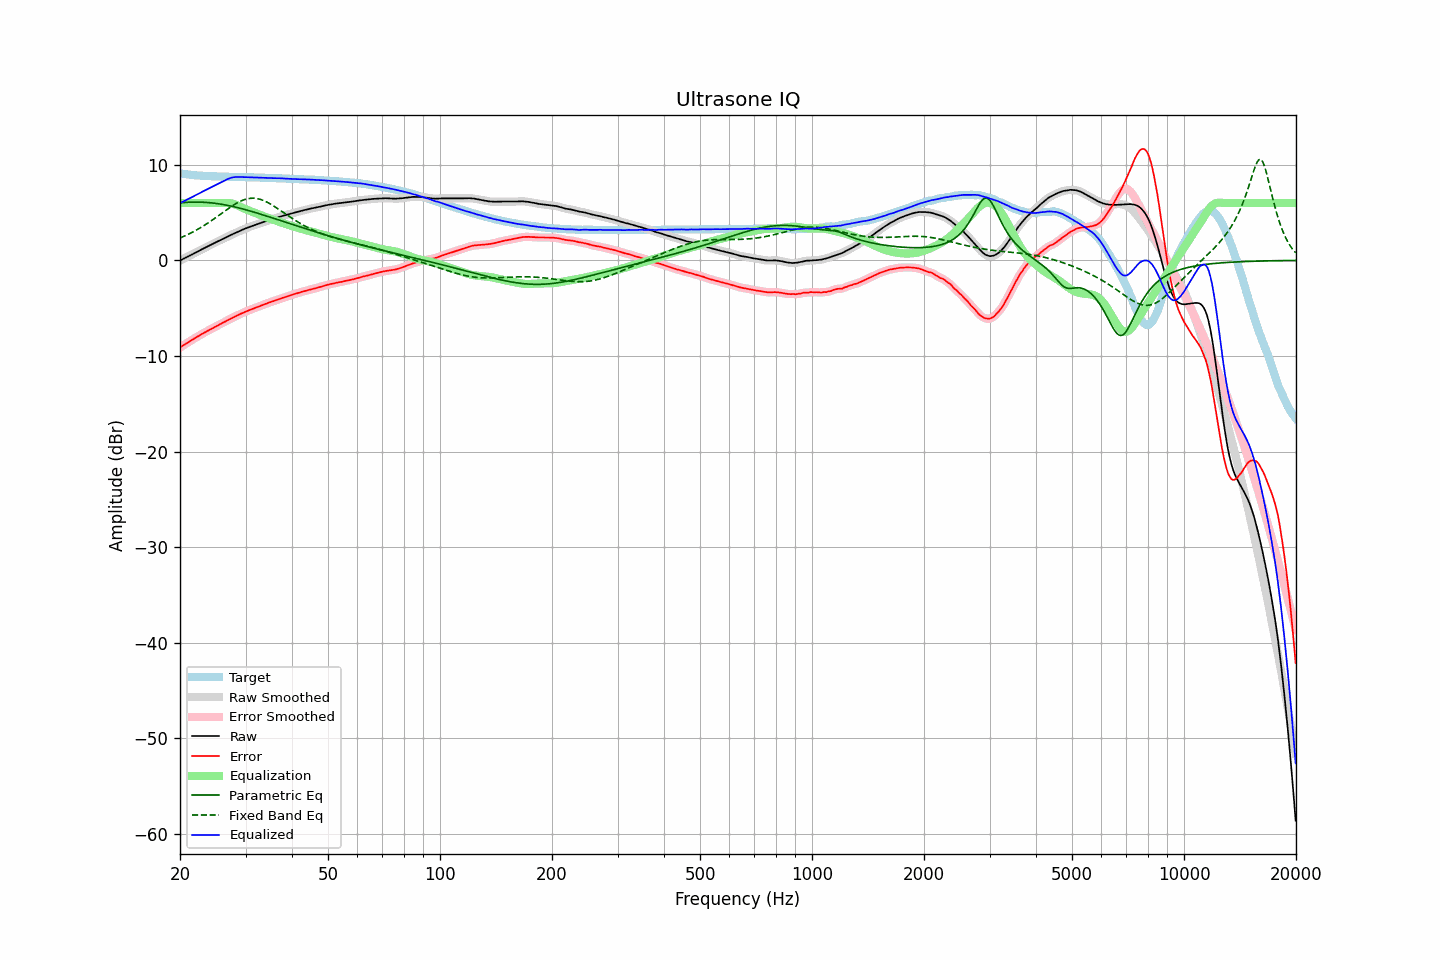 Ultrasone IQ
Amplitude (dBr)
10
0
−10
−20
−30
−40
−50
−60
Target
Raw Smoothed
Error Smoothed
Raw
Error
Equalization
Parametric Eq
Fixed Band Eq
Equalized
20 50 100 200 500 1000 2000 5000 10000 20000
Frequency (Hz)